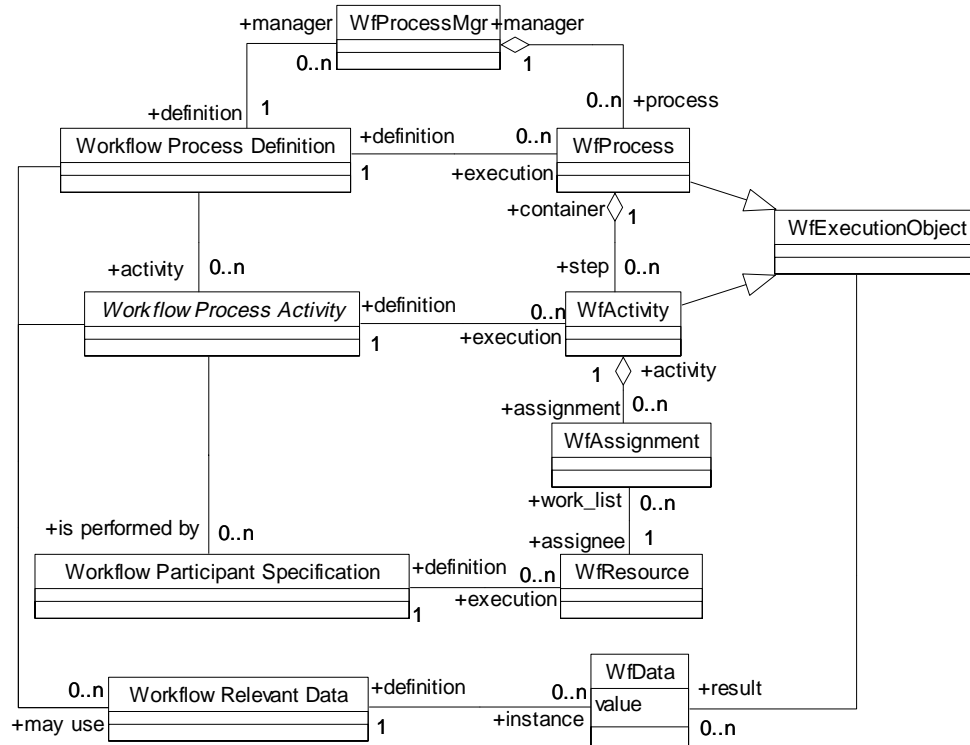 +manager
WfProcessMgr
+manager
0..n
1
+definition
1
0..n
+process
Workflow Process Definition
+definition
0..n
WfProcess
1
+execution
+container
1
WfExecutionObject
+activity
0..n
+step
0..n
Workflow Process Activity
+definition
0..n
WfActivity
1
+execution
1
+activity
+assignment
0..n
WfAssignment
+work_list
0..n
+is performed by
0..n
+assignee
1
Workflow Participant Specification
+definition
0..n
WfResource
1
+execution
0..n
Workflow Relevant Data
+definition
0..n
WfData
+result
+may use
1
+instance
value
0..n